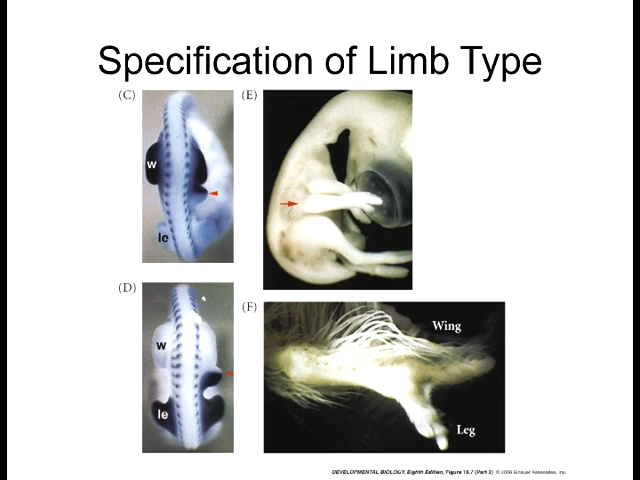 Specification of Limb Type
(C)
(E)
w
le
(D)
(F)
w
le
Wing
Leg
DEVELOPMENTAL BIOLOGY, Eighth Edition, Figure 16.7 (Part 2) © 2006 Sinauer Associates, Inc.